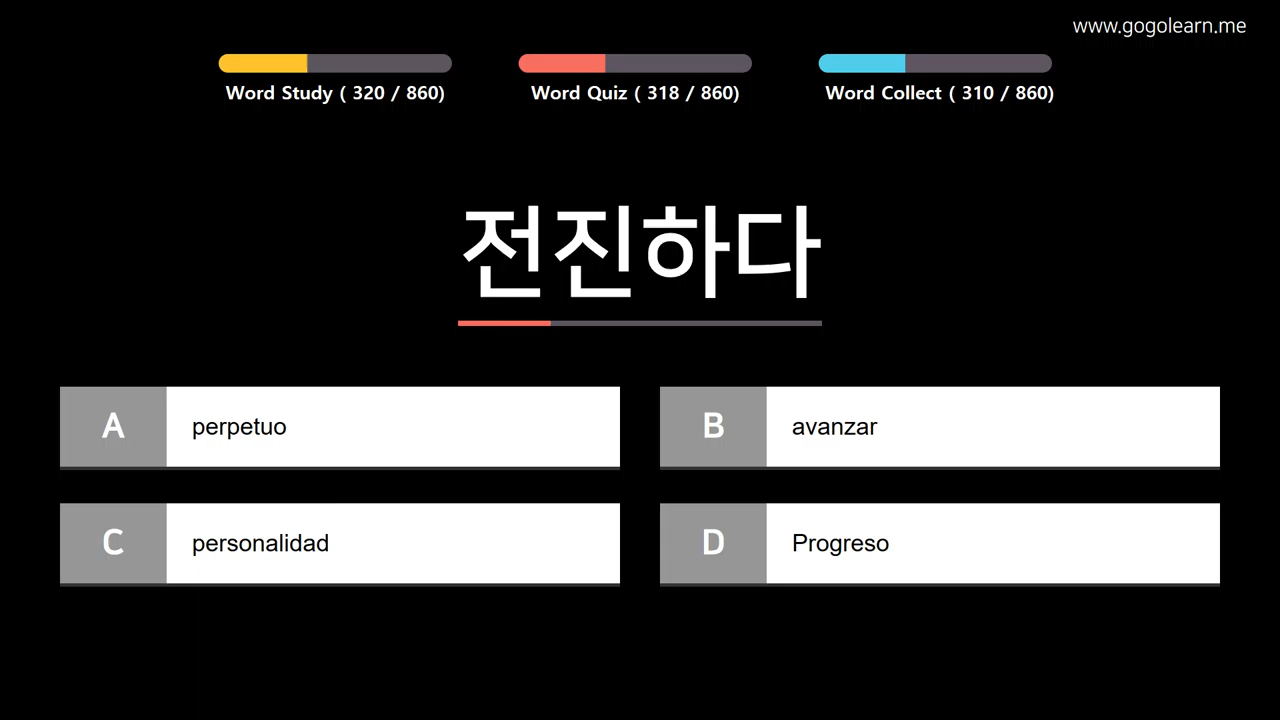 www.gogolearn.me
Word Study ( 320 / 860)
Word Quiz ( 318 / 860)
Word Collect ( 310 / 860)
전진하다
A perpetuo
B avanzar
C personalidad
D Progreso